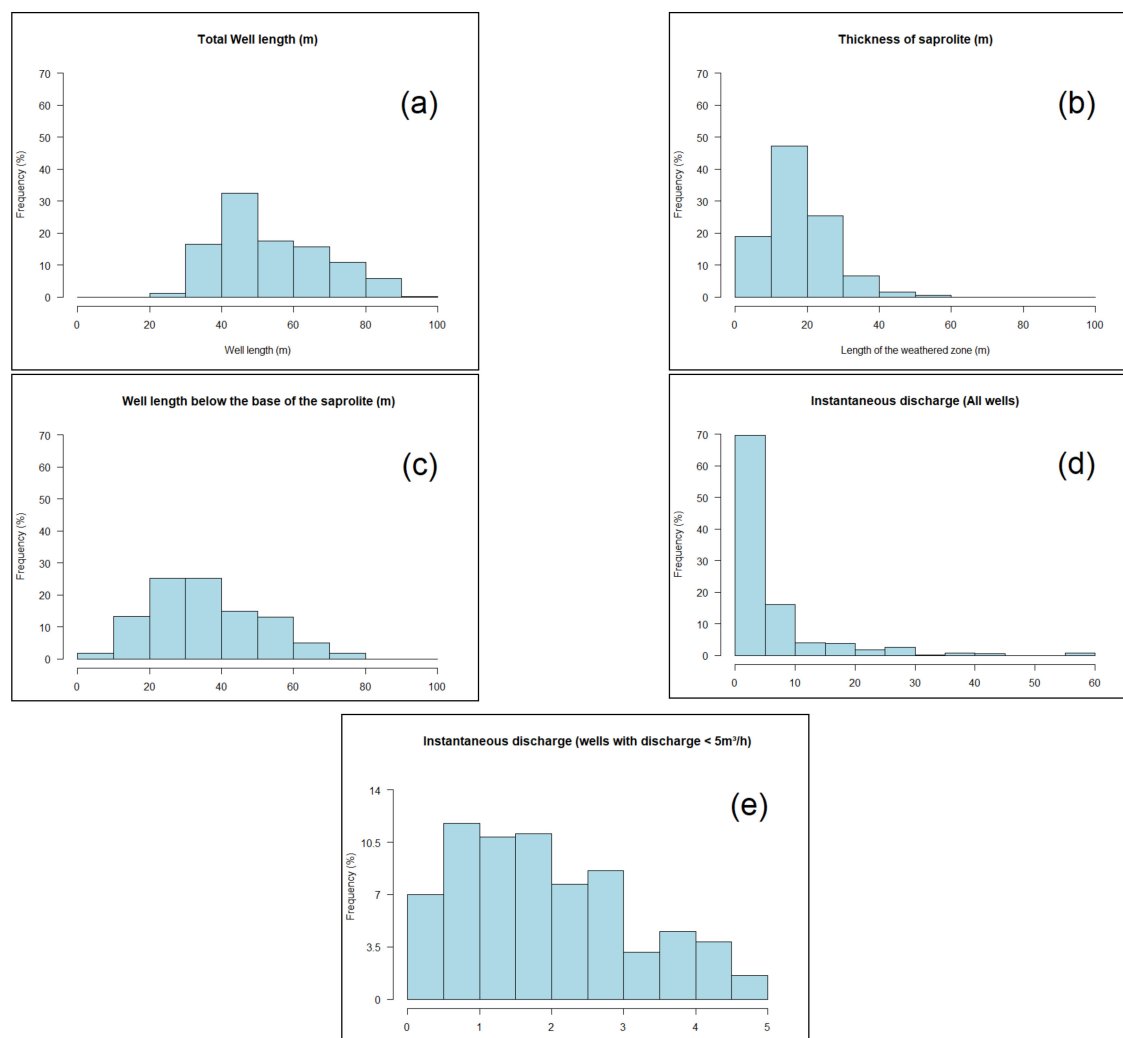 Total Well length (m)
(a)
Frequency (%)
70
60
50
40
30
20
10
0
0 20 40 60 80 100
Well length (m)
Thickness of saprolite (m)
(b)
Frequency (%)
70
60
50
40
30
20
10
0
0 20 40 60 80 100
Length of the weathered zone (m)
Well length below the base of the saprolite (m)
(c)
Frequency (%)
70
60
50
40
30
20
10
0
0 20 40 60 80 100
Instantaneous discharge (All wells)
(d)
Frequency (%)
70
60
50
40
30
20
10
0
0 10 20 30 40 50 60
Instantaneous discharge (wells with discharge < 5m³/h)
(e)
Frequency (%)
14
10.5
7
3.5
0
0 1 2 3 4 5